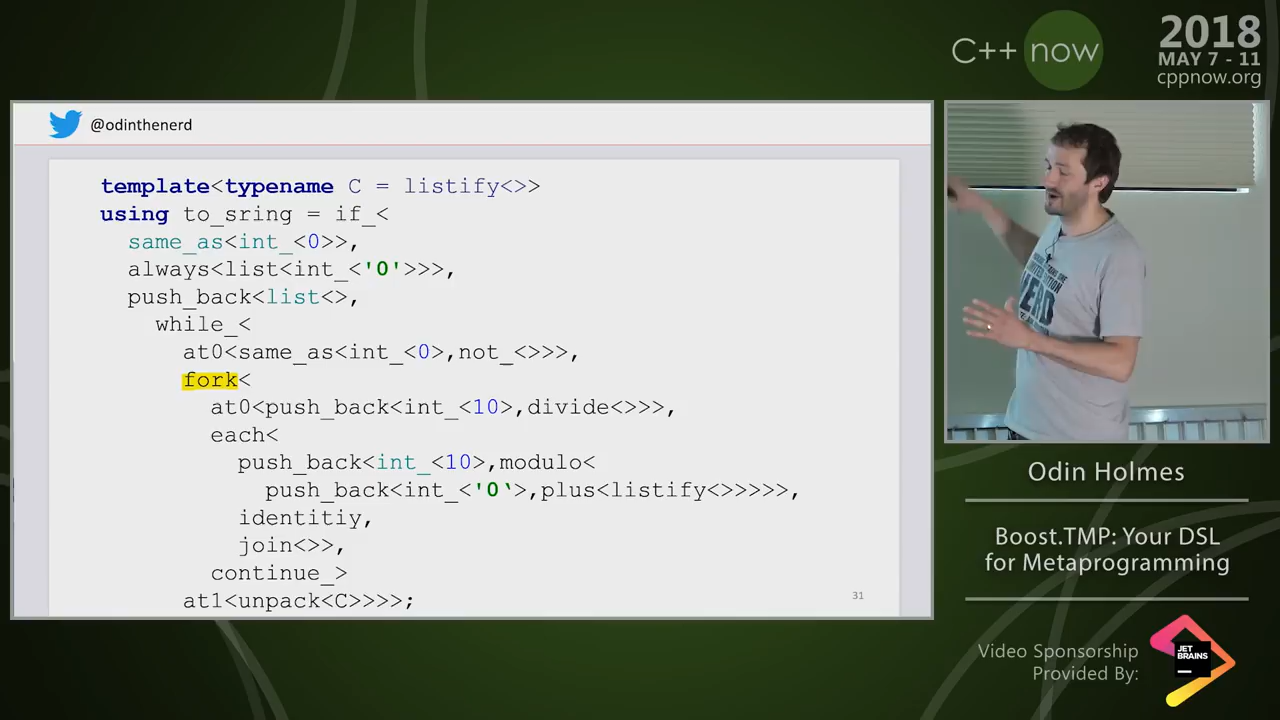 C++ now
2018
MAY 7 - 11
cppnow.org
@odinthenerd
template<typename C = listify<>>
using to_sring = if_<
same_as<int_<0>>,
always<list<int_<'0'>>>,
push_back<list<>,
while_<
at0<same_as<int_<0>,not_<>>>,
fork<
at0<push_back<int_<10>,divide<>>>,
each<
push_back<int_<10>,modulo<
push_back<int_<'0‘>,plus<listify<>>>>>,
identitiy,
join<>>,
continue_>
at1<unpack<C>>>>;
31
Odin Holmes
Boost.TMP: Your DSL
for Metaprogramming
Video Sponsorship
Provided By:
JET
BRAINS